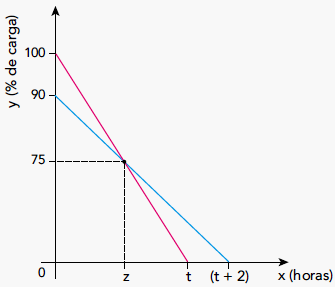 y (% de carga)
100
90
75
0
z
t
(t + 2)
x (horas)